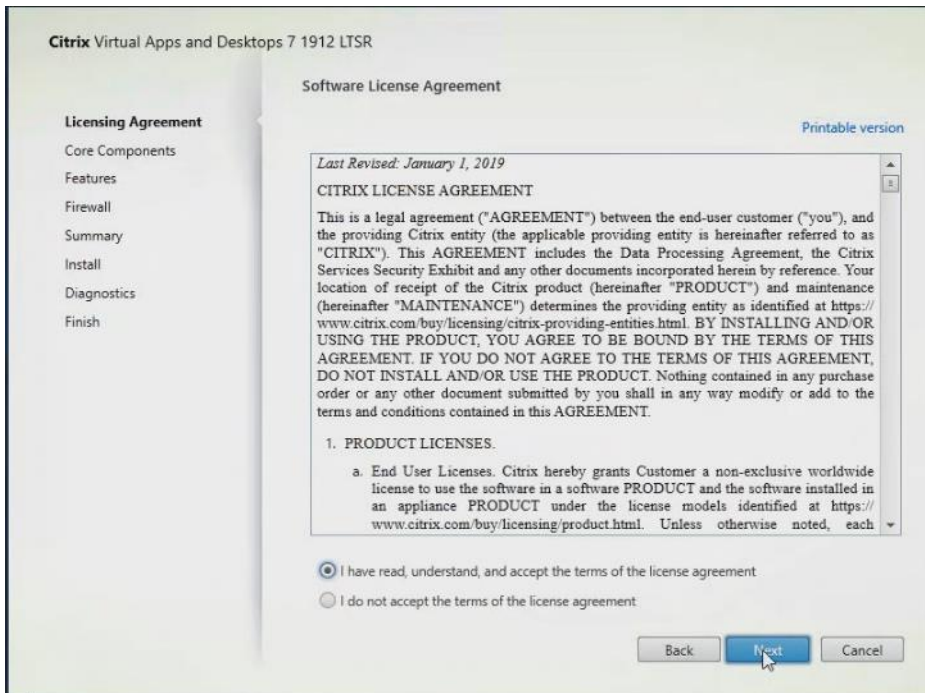 Citrix Virtual Apps and Desktops 7 1912 LTSR
Licensing Agreement
Core Components
Features
Firewall
Summary
Install
Diagnostics
Finish
Software License Agreement
Printable version
Last Revised: January 1, 2019
CITRIX LICENSE AGREEMENT
This is a legal agreement ("AGREEMENT") between the end-user customer ("you"), and
the providing Citrix entity (the applicable providing entity is hereinafter referred to as
"CITRIX"). This AGREEMENT includes the Data Processing Agreement, the Citrix
Services Security Exhibit and any other documents incorporated herein by reference. Your
location of receipt of the Citrix product (hereinafter "PRODUCT") and maintenance
(hereinafter "MAINTENANCE") determines the providing entity as identified at https://
www.citrix.com/buy/licensing/citrix-providing-entities.html. BY INSTALLING AND/OR
USING THE PRODUCT, YOU AGREE TO BE BOUND BY THE TERMS OF THIS
AGREEMENT. IF YOU DO NOT AGREE TO THE TERMS OF THIS AGREEMENT,
DO NOT INSTALL AND/OR USE THE PRODUCT. Nothing contained in any purchase
order or any other document submitted by you shall in any way modify or add to the
terms and conditions contained in this AGREEMENT.
1. PRODUCT LICENSES.
a. End User Licenses. Citrix hereby grants Customer a non-exclusive worldwide
license to use the software in a software PRODUCT and the software installed in
an appliance PRODUCT under the license models identified at https://
www.citrix.com/buy/licensing/product.html. Unless otherwise noted, each
I have read, understand, and accept the terms of the license agreement
I do not accept the terms of the license agreement
Back
Next
Cancel